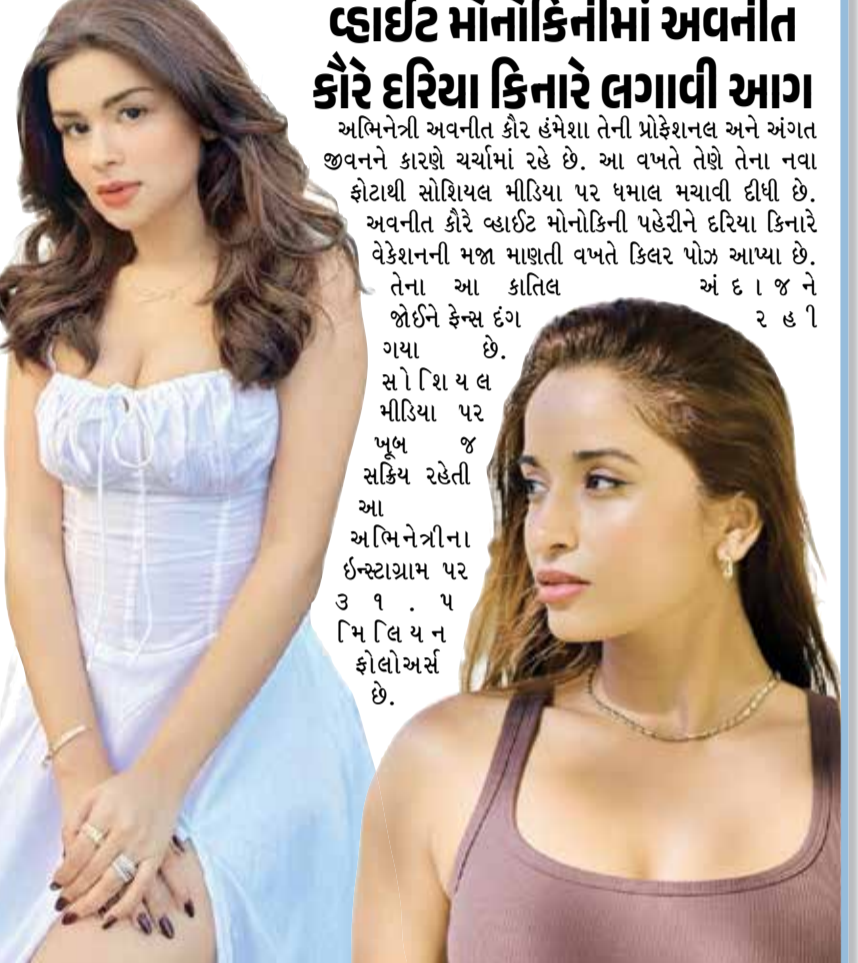 વ્હાઈટ મોનોકિનીમાં અવનીત
કૌરે દરિયા કિનારે લગાવી આગ
અભિનેત્રી અવનીત કૌર હંમેશા તેની પ્રોફેશનલ અને અંગત
જીવનને કારણે ચર્ચામાં રહે છે. આ વખતે તેણે તેના નવા
ફોટાથી સોશિયલ મીડિયા પર ધમાલ મચાવી દીધી છે.
અવનીત કૌરે વ્હાઈટ મોનોકિની પહેરીને દરિયા કિનારે
વેકેશનની મજા માણતી વખતે કિલર પોઝ આપ્યા છે.
તેના આ કાતિલ અંદાજને
જોઈને ફેન્સ દંગ રહી
ગયા છે.
સોશિયલ
મીડિયા પર
ખૂબ જ
સક્રિય રહેતી
આ
અભિનેત્રીના
ઇન્સ્ટાગ્રામ પર
૩૧.૫
મિલિયન
ફોલોઅર્સ
છે.